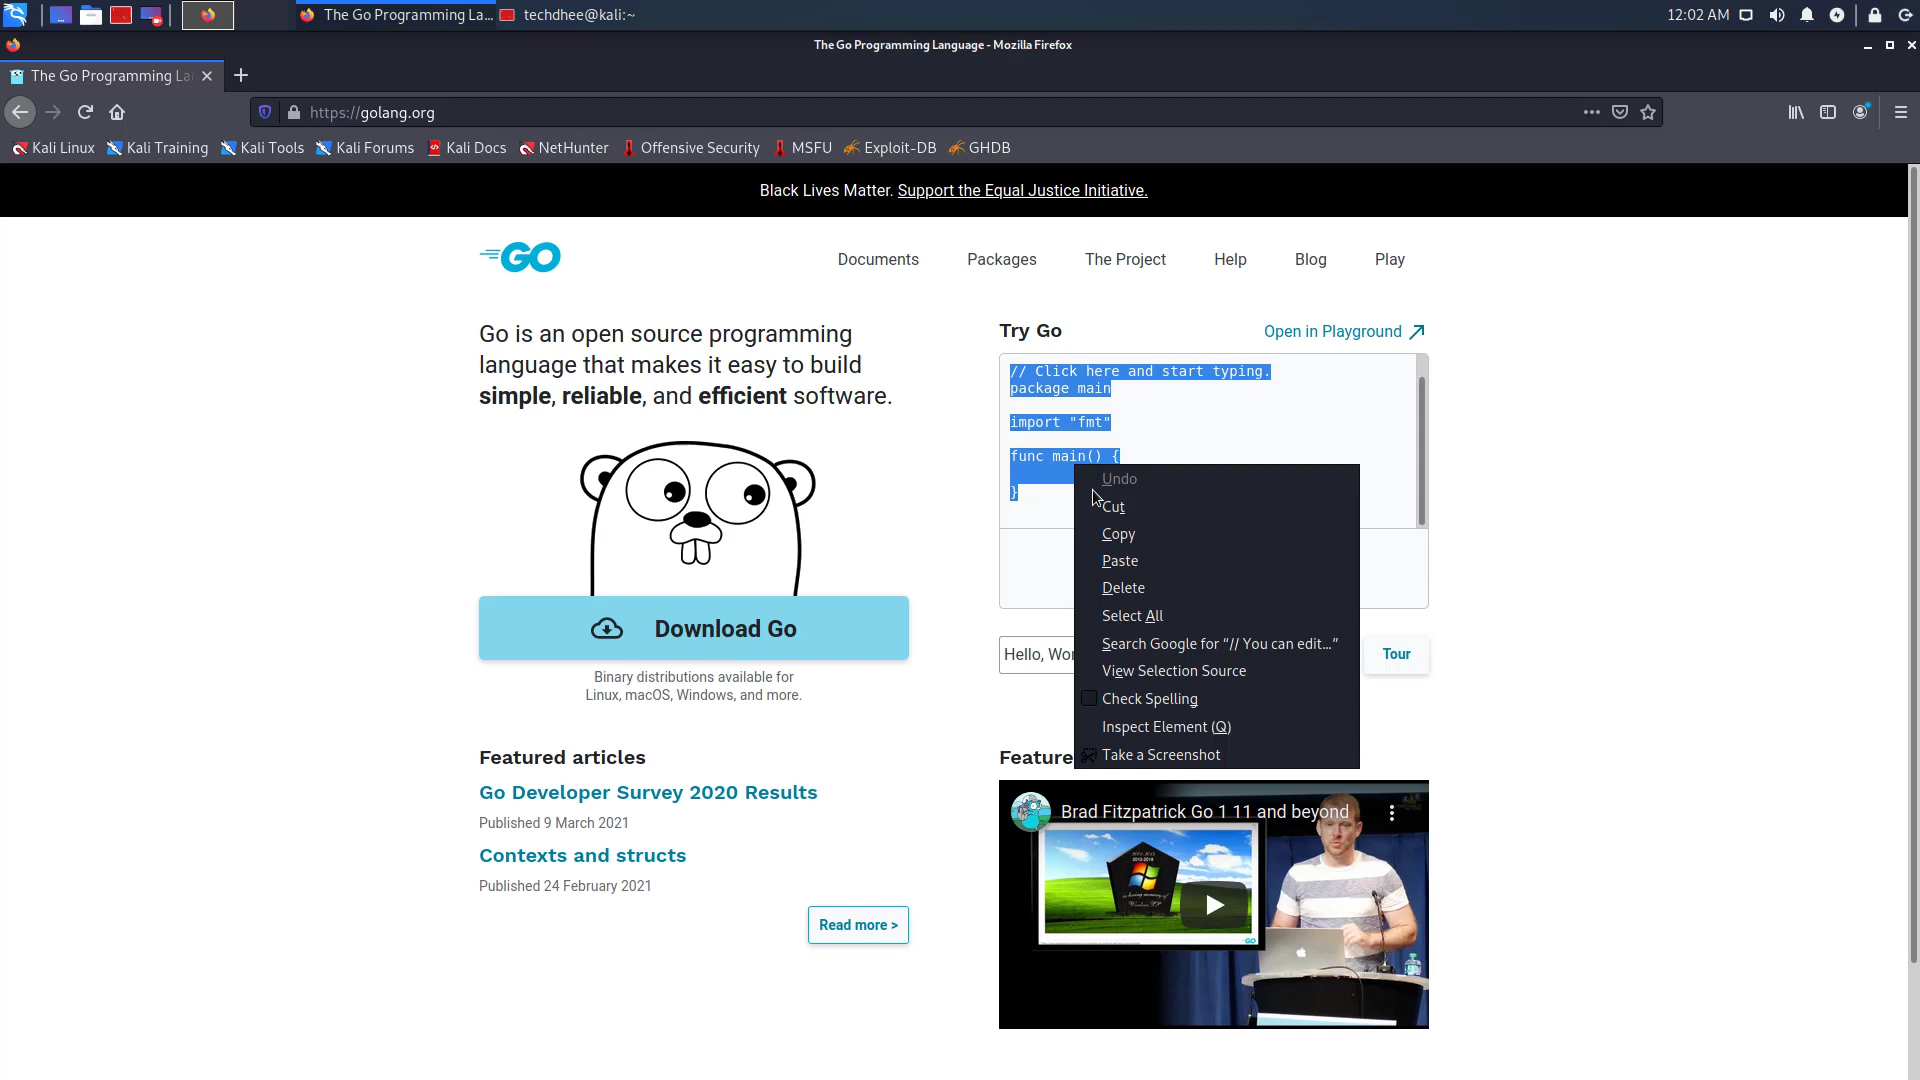 The Go Programming La...
techdhee@kali:~
12:02 AM
The Go Programming Language - Mozilla Firefox
The Go Programming La
https://golang.org
Kali Linux
Kali Training
Kali Tools
Kali Forums
Kali Docs
NetHunter
Offensive Security
MSFU
Exploit-DB
GHDB
Black Lives Matter. Support the Equal Justice Initiative.
GO
Documents
Packages
The Project
Help
Blog
Play
Go is an open source programming
language that makes it easy to build
simple, reliable, and efficient software.
Download Go
Binary distributions available for
Linux, macOS, Windows, and more.
Try Go
Open in Playground
// Click here and start typing.
package main
import "fmt"
func main() {
}
Undo
Cut
Copy
Paste
Delete
Select All
Search Google for “// You can edit...”
View Selection Source
Check Spelling
Inspect Element (Q)
Take a Screenshot
Hello, Wor
Tour
Featured articles
Go Developer Survey 2020 Results
Published 9 March 2021
Contexts and structs
Published 24 February 2021
Read more >
Feature
Brad Fitzpatrick Go 1 11 and beyond